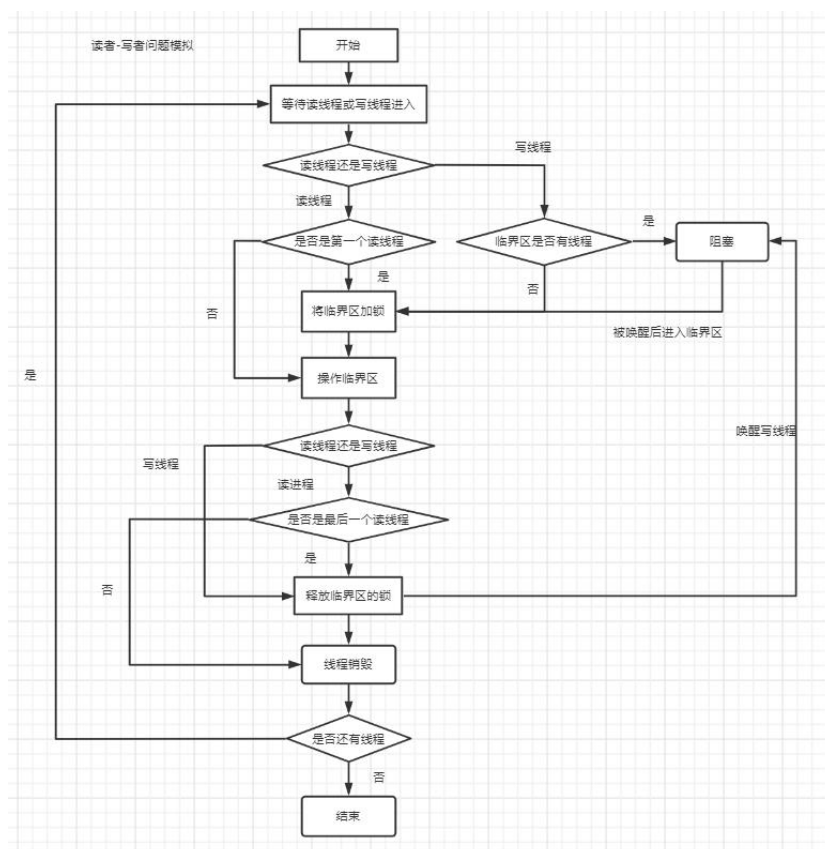 读者-写者问题模拟
开始
等待读线程或写线程进入
读线程还是写线程
写线程
读线程
是否是第一个读线程
临界区是否有线程
是
阻塞
是
否
否
将临界区加锁
被唤醒后进入临界区
是
操作临界区
唤醒写线程
读线程还是写线程
写线程
读进程
是否是最后一个读线程
是
否
释放临界区的锁
线程销毁
是否还有线程
否
结束